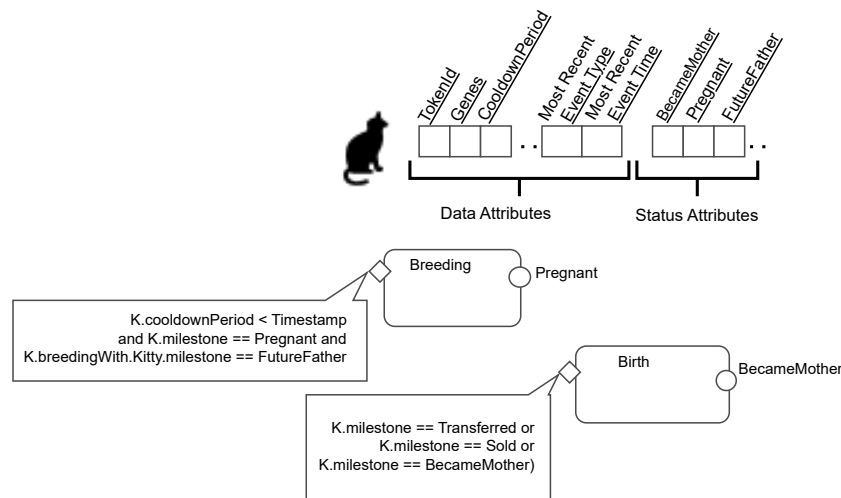 TokenId
Genes
CooldownPeriod
Most Recent
Event Type
Most Recent
Event Time
BecameMother
Pregnant
FutureFather
. .
. .
Data Attributes
Status Attributes
Breeding
Pregnant
K.cooldownPeriod < Timestamp
and K.milestone == Pregnant and
K.breedingWith.Kitty.milestone == FutureFather
Birth
BecameMother
K.milestone == Transferred or
K.milestone == Sold or
K.milestone == BecameMother)